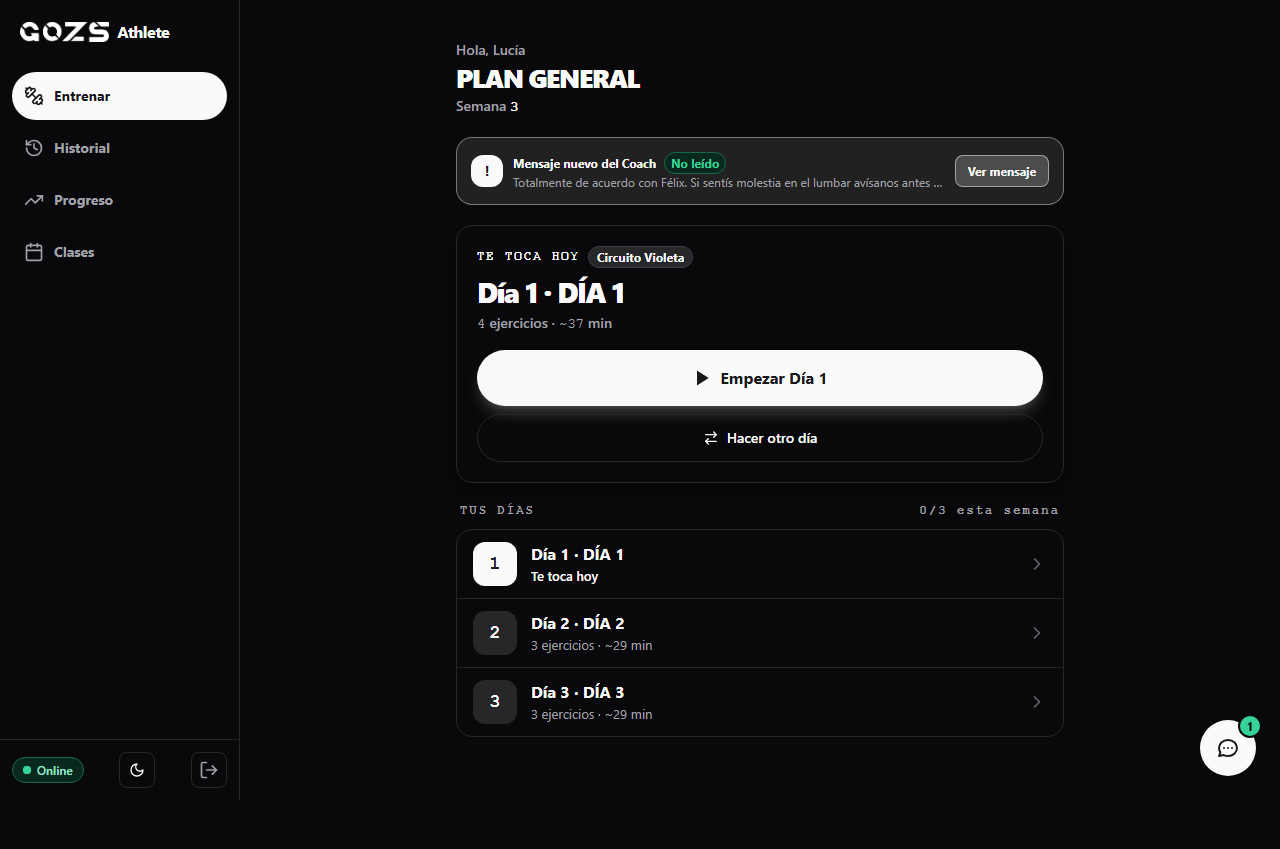 GOZS Athlete
Entrenar
Historial
Progreso
Clases
Online
Hola, Lucía
PLAN GENERAL
Semana 3
! Mensaje nuevo del Coach No leído
Totalmente de acuerdo con Félix. Si sentís molestia en el lumbar avísanos antes ...
Ver mensaje
TE TOCA HOY Circuito Violeta
Día 1 · DÍA 1
4 ejercicios · ~37 min
Empezar Día 1
Hacer otro día
TUS DÍAS 0/3 esta semana
1 Día 1 · DÍA 1
Te toca hoy
2 Día 2 · DÍA 2
3 ejercicios · ~29 min
3 Día 3 · DÍA 3
3 ejercicios · ~29 min
1